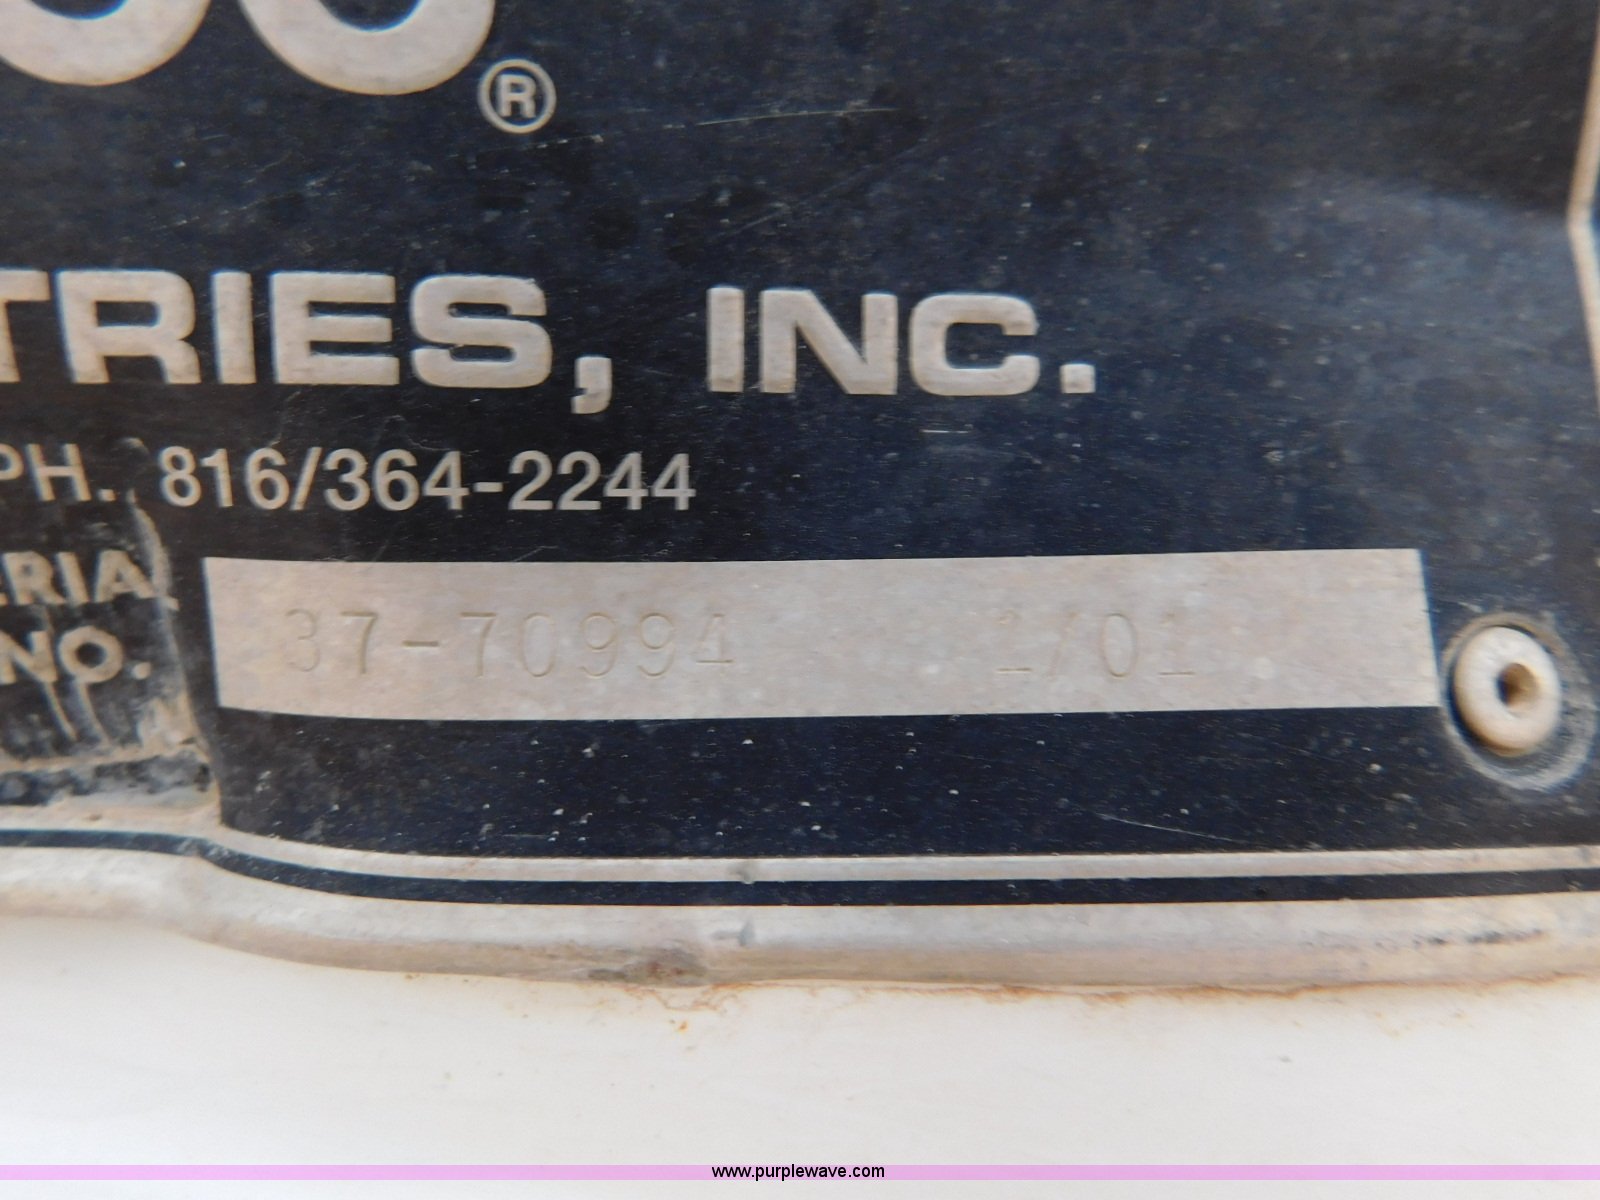 ®
TRIES, INC.
PH. 816/364-2244
ERIA
NO.
37-70994 1/01
www.purplewave.com